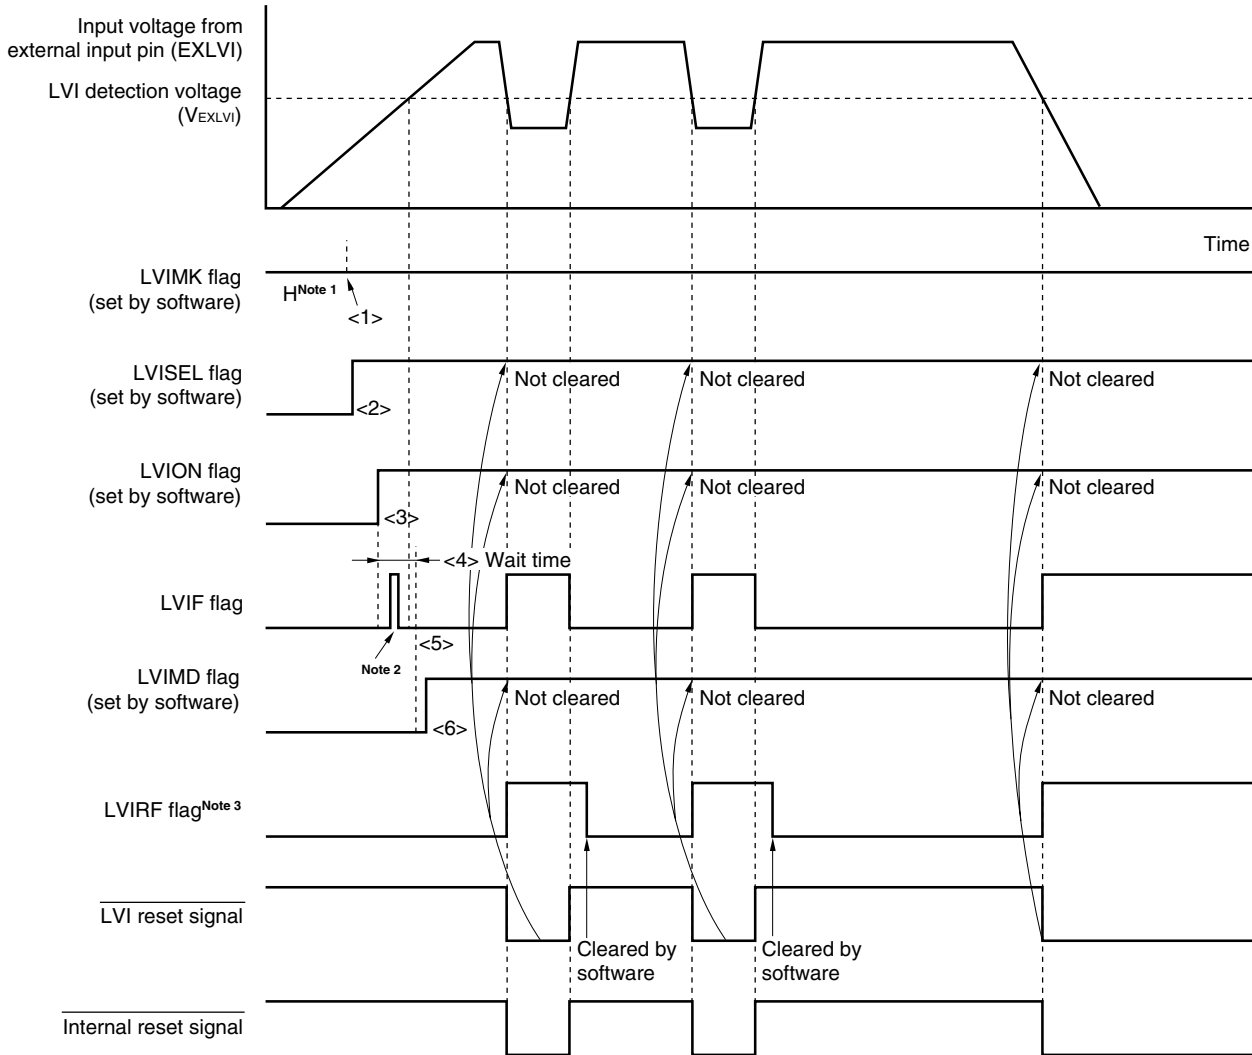 Input voltage from
external input pin (EXLVI)
LVI detection voltage
(VEXLVI)
Time
LVIMK flag
(set by software)
HNote 1
<1>
LVISEL flag
(set by software)
<2>
Not cleared
Not cleared
Not cleared
LVION flag
(set by software)
<3>
Not cleared
Not cleared
Not cleared
<4> Wait time
LVIF flag
Note 2
<5>
LVIMD flag
(set by software)
<6>
Not cleared
Not cleared
Not cleared
LVIRF flagNote 3
LVI reset signal
Cleared by
software
Cleared by
software
Internal reset signal